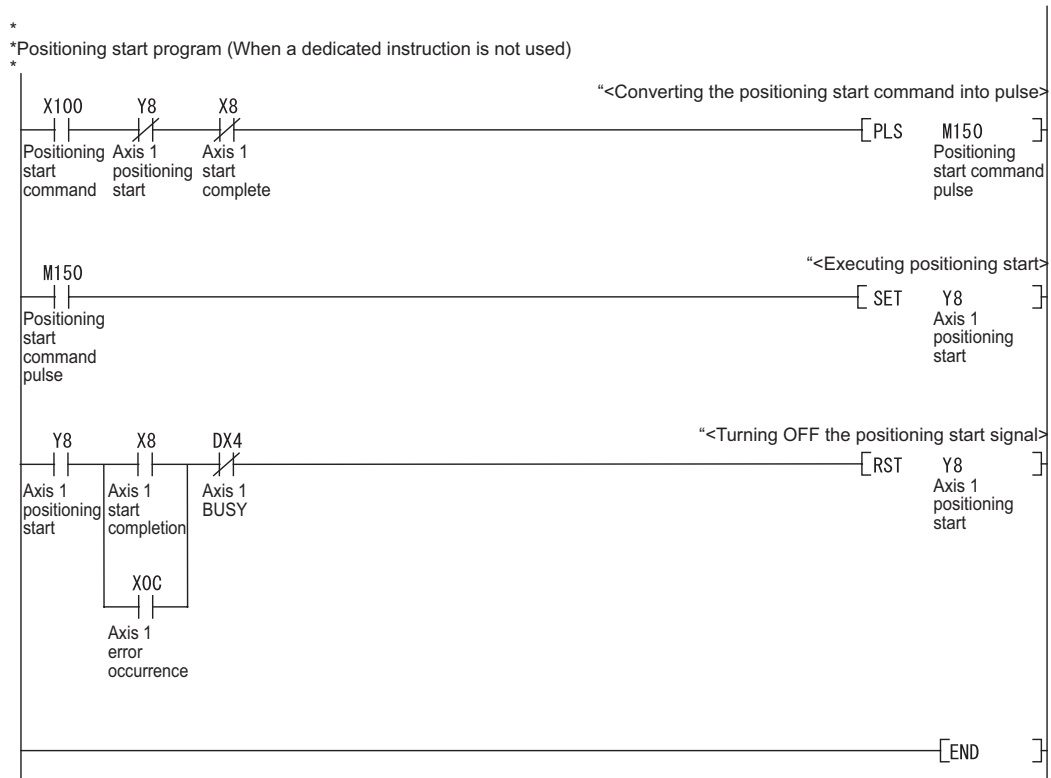 *
*Positioning start program (When a dedicated instruction is not used)
*
“<Converting the positioning start command into pulse>
X100 Y8 X8
PLS M150
Positioning start command
Axis 1 positioning start
Axis 1 start complete
Positioning start command pulse
“<Executing positioning start>
M150
SET Y8
Positioning start command pulse
Axis 1 positioning start
“<Turning OFF the positioning start signal>
Y8 X8 DX4
RST Y8
Axis 1 positioning start
Axis 1 start completion
Axis 1 BUSY
Axis 1 positioning start
X0C
Axis 1 error occurrence
END